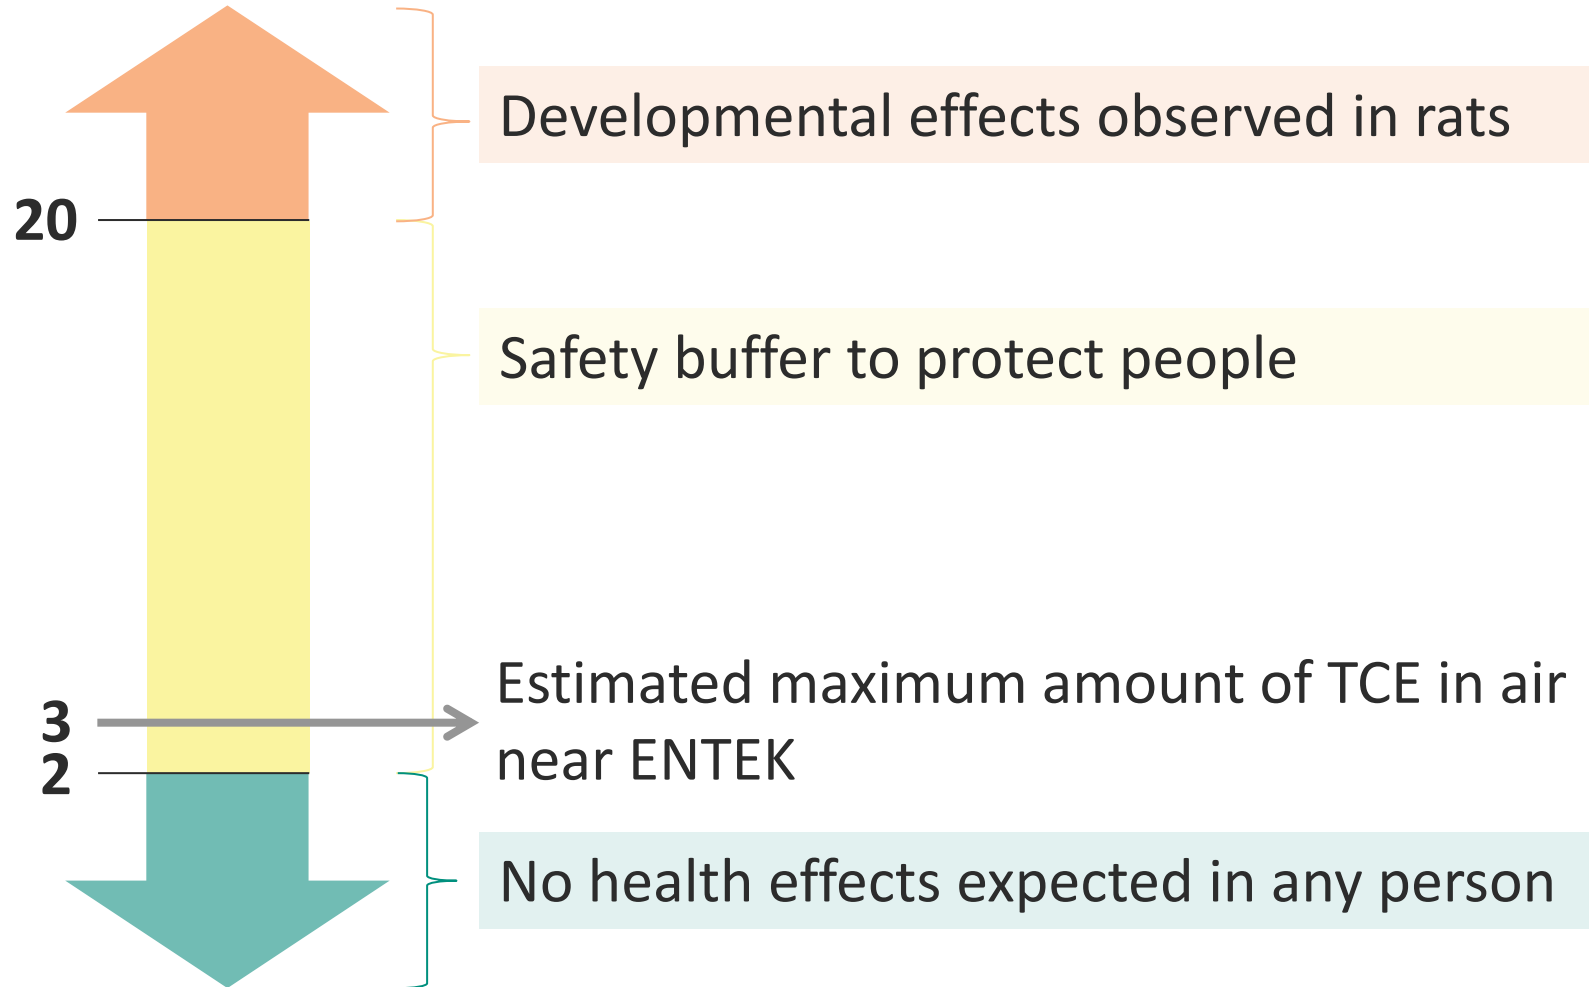 Developmental effects observed in rats
20
Safety buffer to protect people
Estimated maximum amount of TCE in air
near ENTEK
3
2
No health effects expected in any person